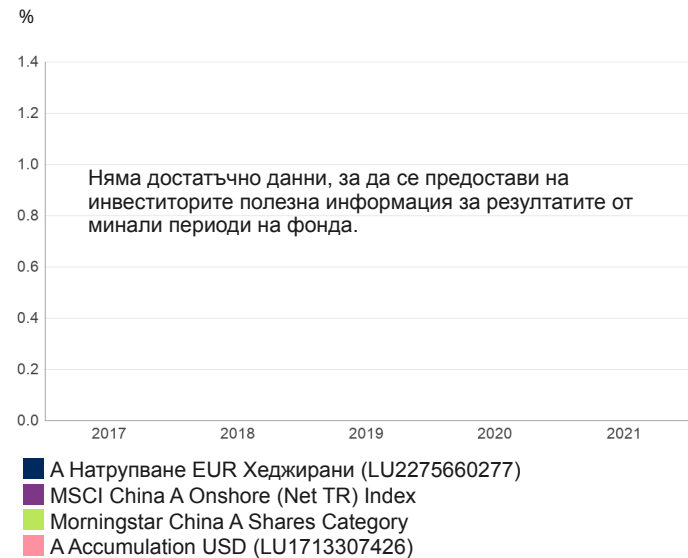 %
1.4
1.2
1.0
Няма достатъчно данни, за да се предостави на
инвеститорите полезна информация за резултатите от
минали периоди на фонда.
0.8
0.6
0.4
0.2
0.0
2017 2018 2019 2020 2021
А Натрупване EUR Хеджирани (LU2275660277)
MSCI China A Onshore (Net TR) Index
Morningstar China A Shares Category
A Accumulation USD (LU1713307426)